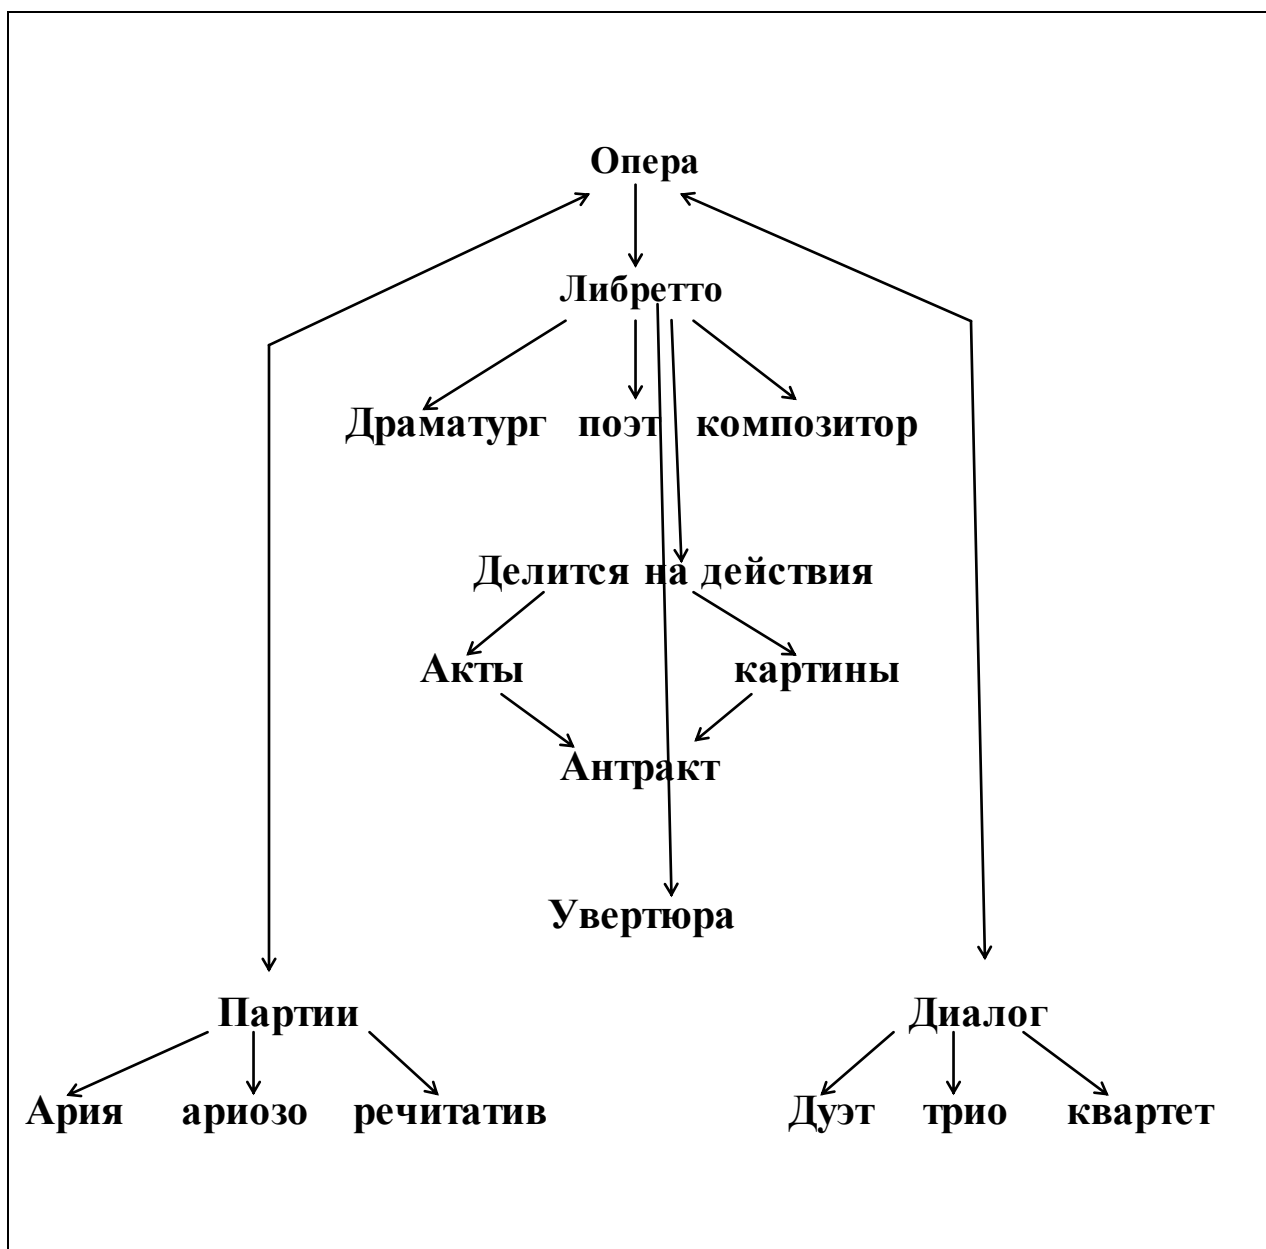 Опера
Либретто
Драматург поэт композитор
Делится на действия
Акты картины
Антракт
Увертюра
Партии Диалог
Ария ариозо речитатив Дуэт трио квартет